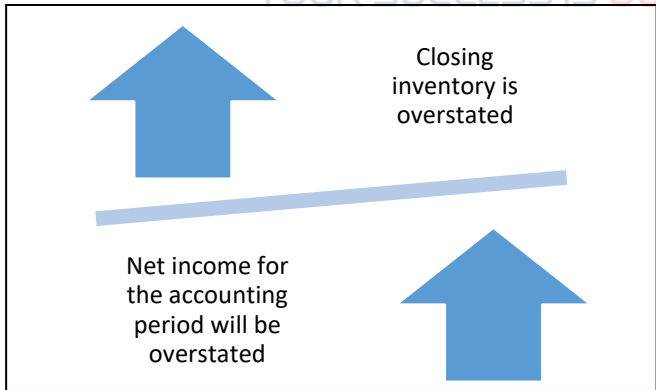 Closing
inventory is
overstated
Net income for
the accounting
period will be
overstated